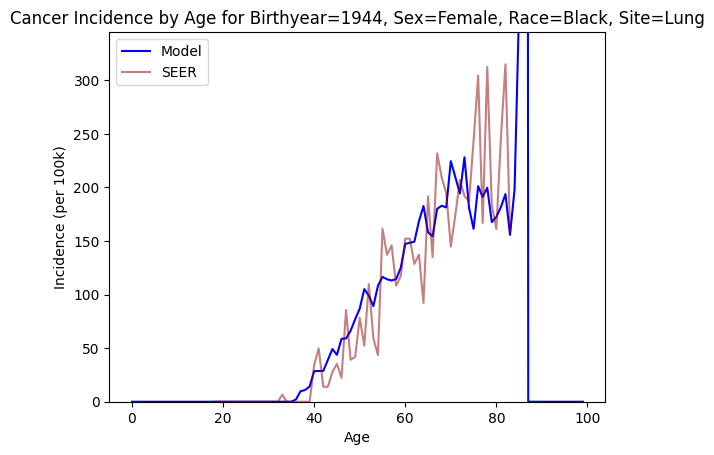 Cancer Incidence by Age for Birthyear=1944, Sex=Female, Race=Black, Site=Lung
Model
SEER
300
250
200
150
100
50
0
Incidence (per 100k)
0 20 40 60 80 100
Age